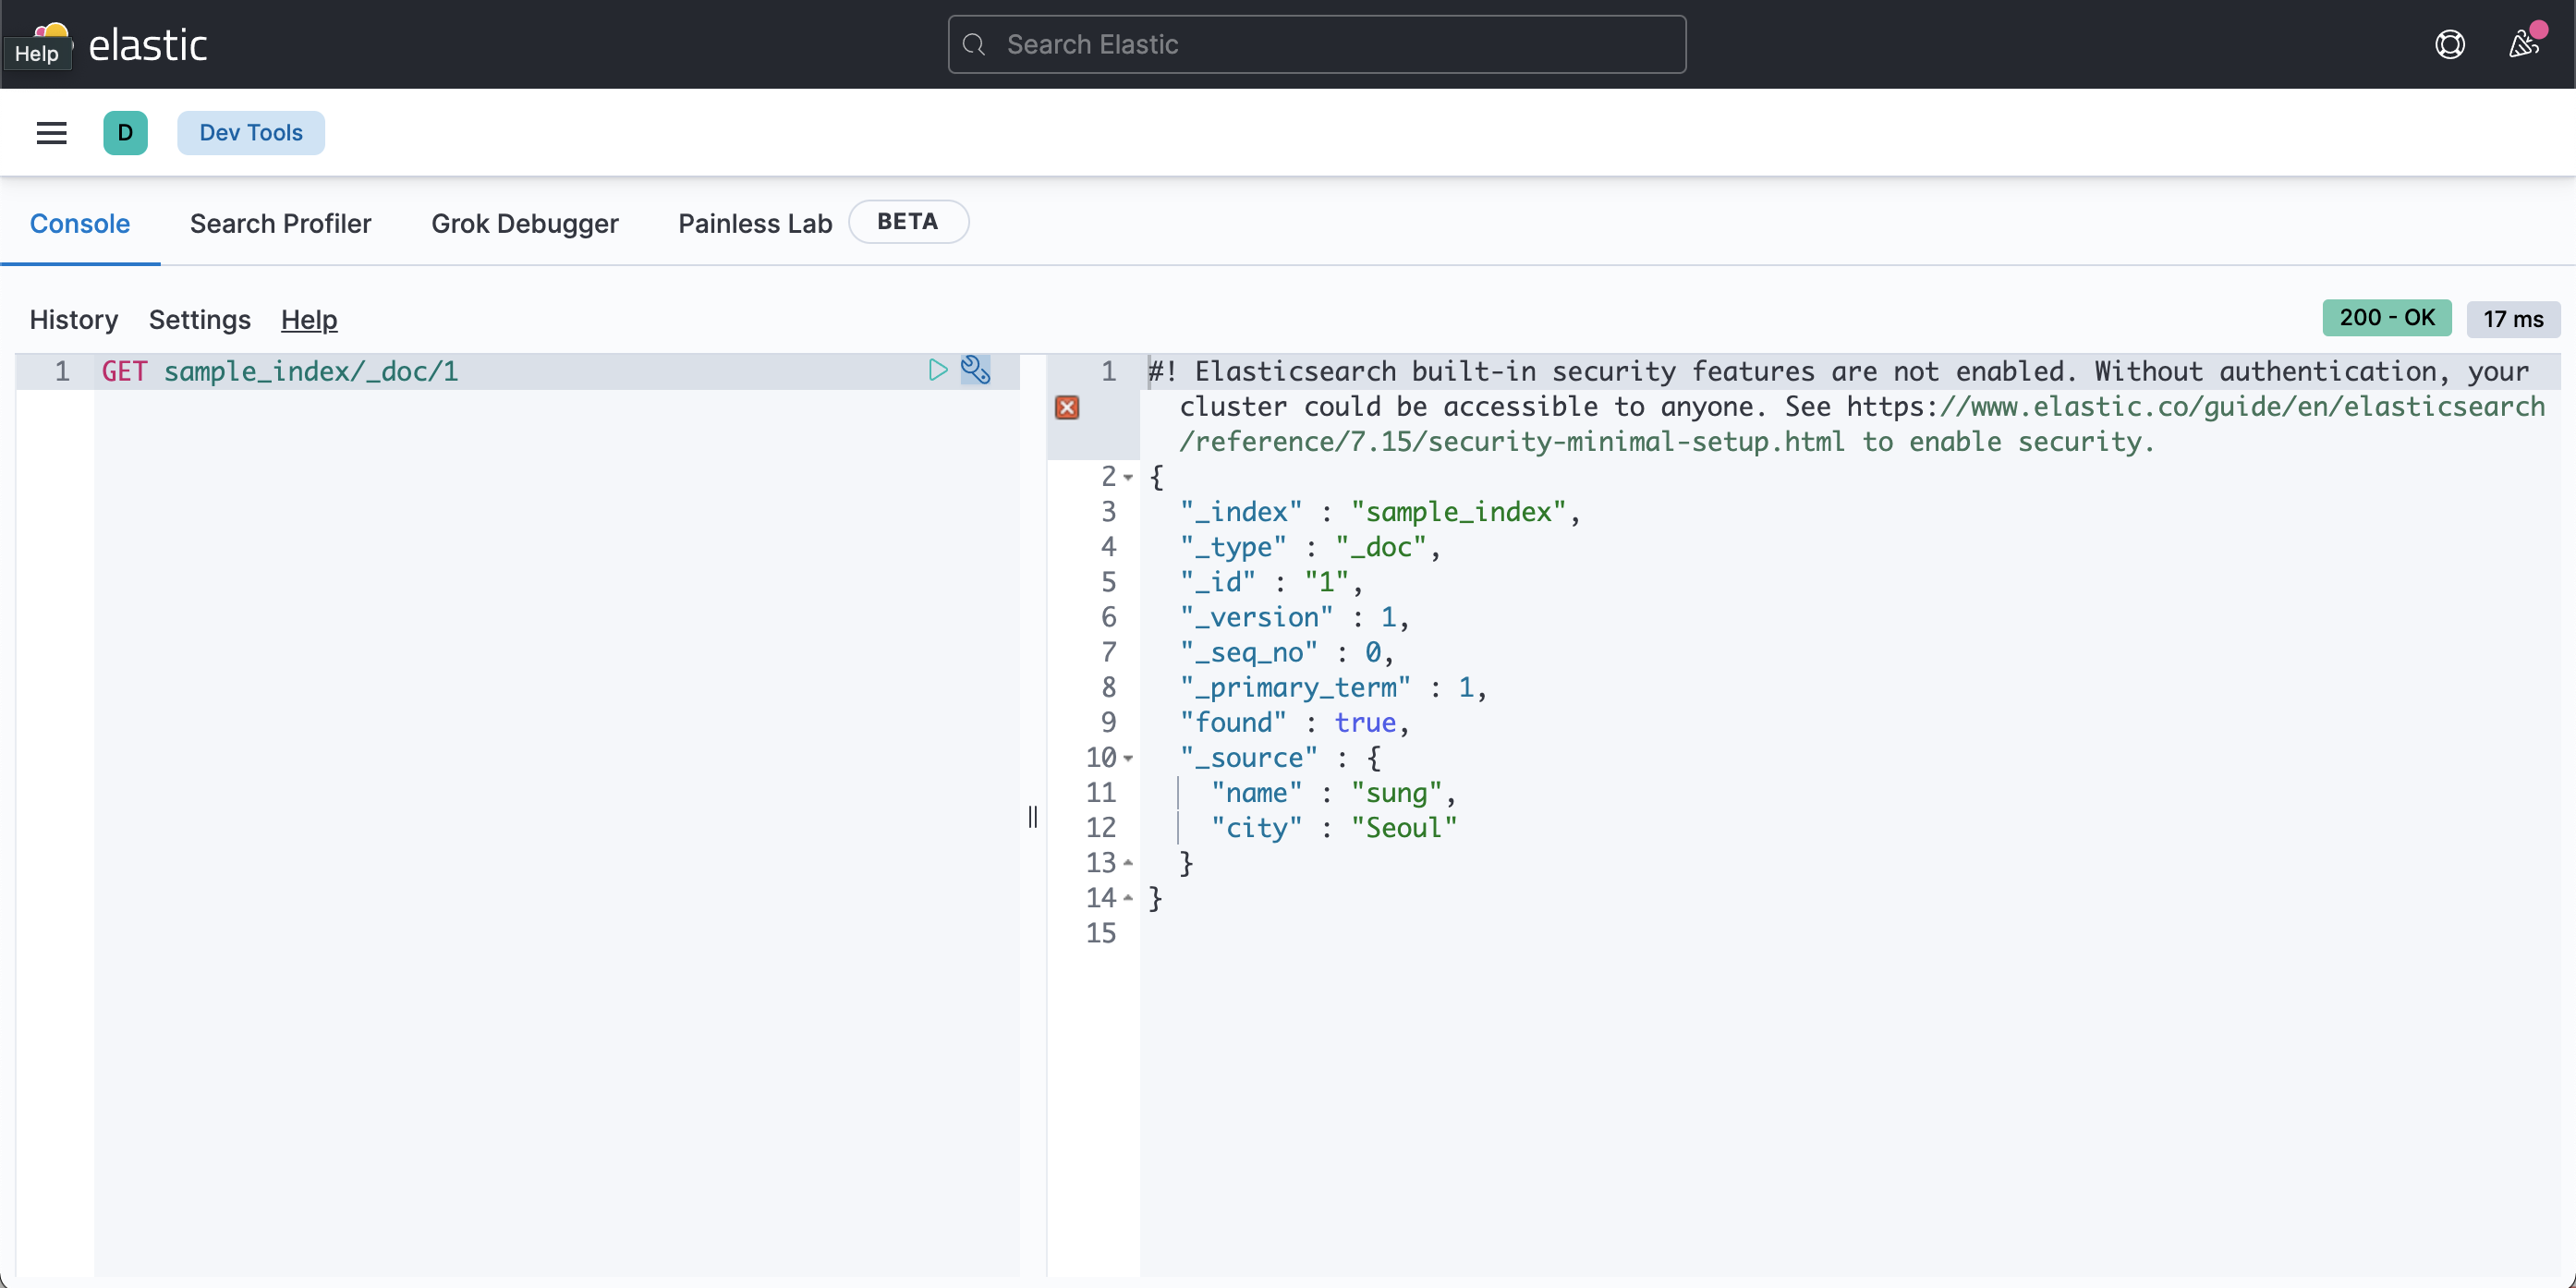 Help
elastic
Search Elastic
D
Dev Tools
Console
Search Profiler
Grok Debugger
Painless Lab
BETA
History
Settings
Help
200 - OK
17 ms
1 GET sample_index/_doc/1
1 #! Elasticsearch built-in security features are not enabled. Without authentication, your
cluster could be accessible to anyone. See https://www.elastic.co/guide/en/elasticsearch
/reference/7.15/security-minimal-setup.html to enable security.
2 {
3 "_index" : "sample_index",
4 "_type" : "_doc",
5 "_id" : "1",
6 "_version" : 1,
7 "_seq_no" : 0,
8 "_primary_term" : 1,
9 "found" : true,
10 "_source" : {
11 "name" : "sung",
12 "city" : "Seoul"
13 }
14 }
15